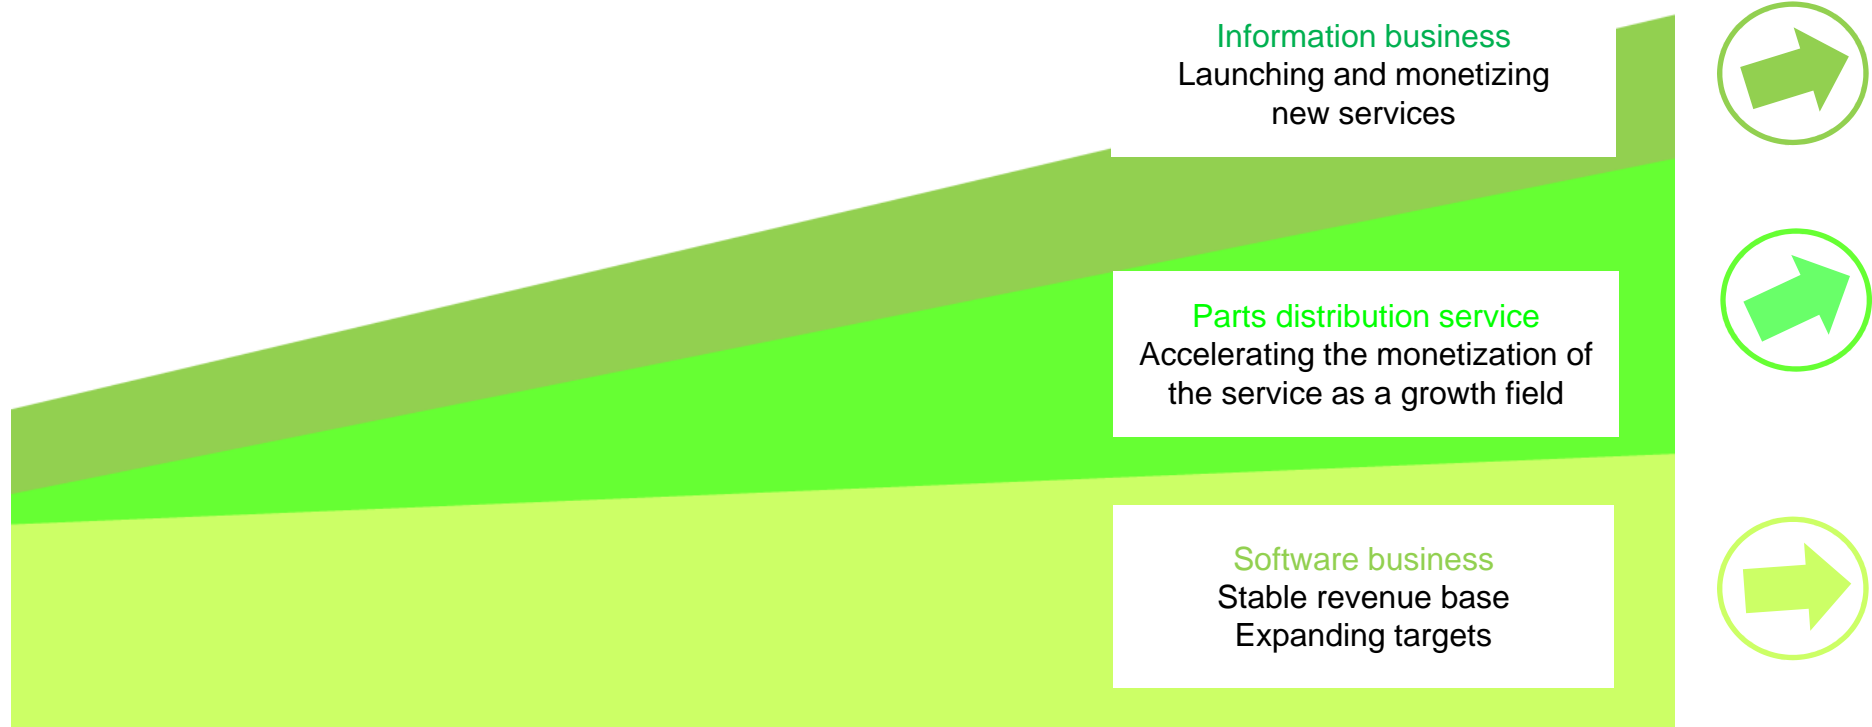 Information business
Launching and monetizing
new services
Parts distribution service
Accelerating the monetization of
the service as a growth field
Software business
Stable revenue base
Expanding targets